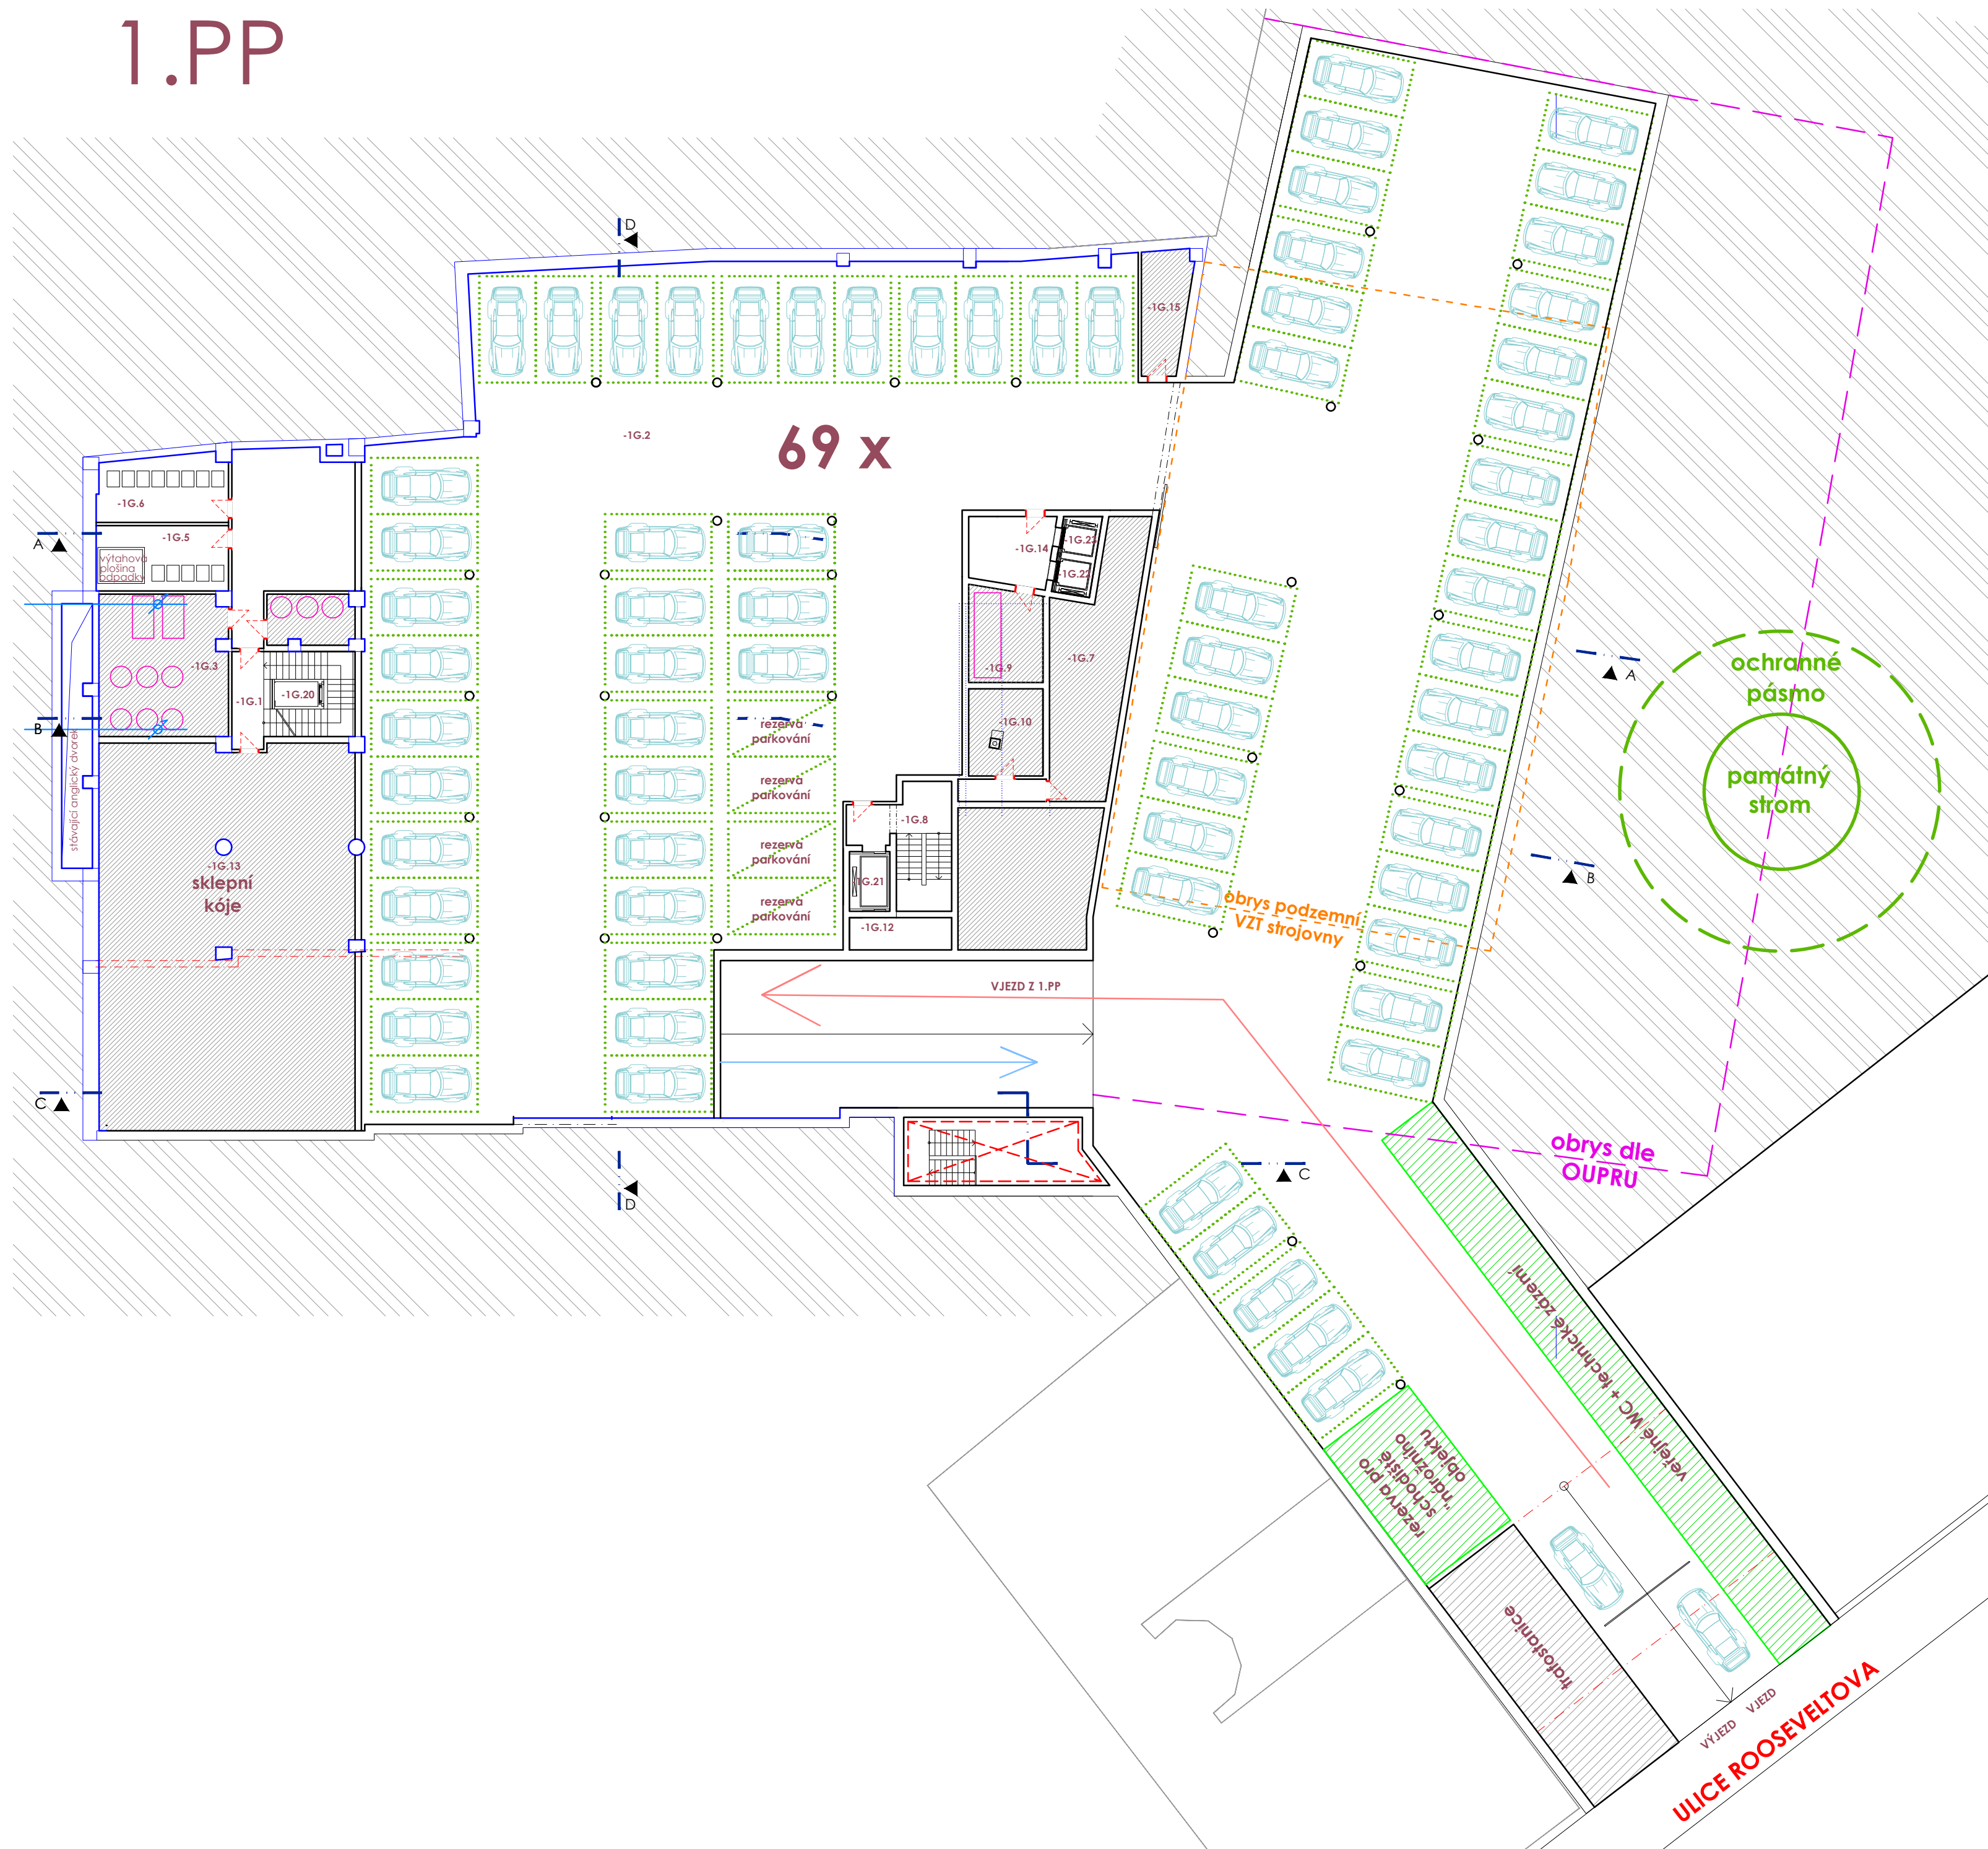 1.PP
D
-1G.15
-1G.2
69 x
-1G.6
-1G.5
A
výtahová
plošina
odpadky
-1G.14
-1G.23
-1G.22
-1G.3
-1G.1
-1G.20
-1G.9
-1G.7
A
ochranné
pásmo
B
stávající anglický dvorek
-1G.10
rezerva
parkování
rezerva
parkování
památný
strom
-1G.8
rezerva
parkování
-1G.13
sklepní
kóje
-1G.21
rezerva
parkování
B
-1G.12
obrys podzemní
VZT strojovny
VJEZD Z 1.PP
C
obrys dle
OUPRU
C
D
veřejné WC + technické zázemí
rezerva pro
schodiště
"nárožního
objektu
trafostanice
VÝJEZD
VJEZD
ULICE ROOSEVELTOVA